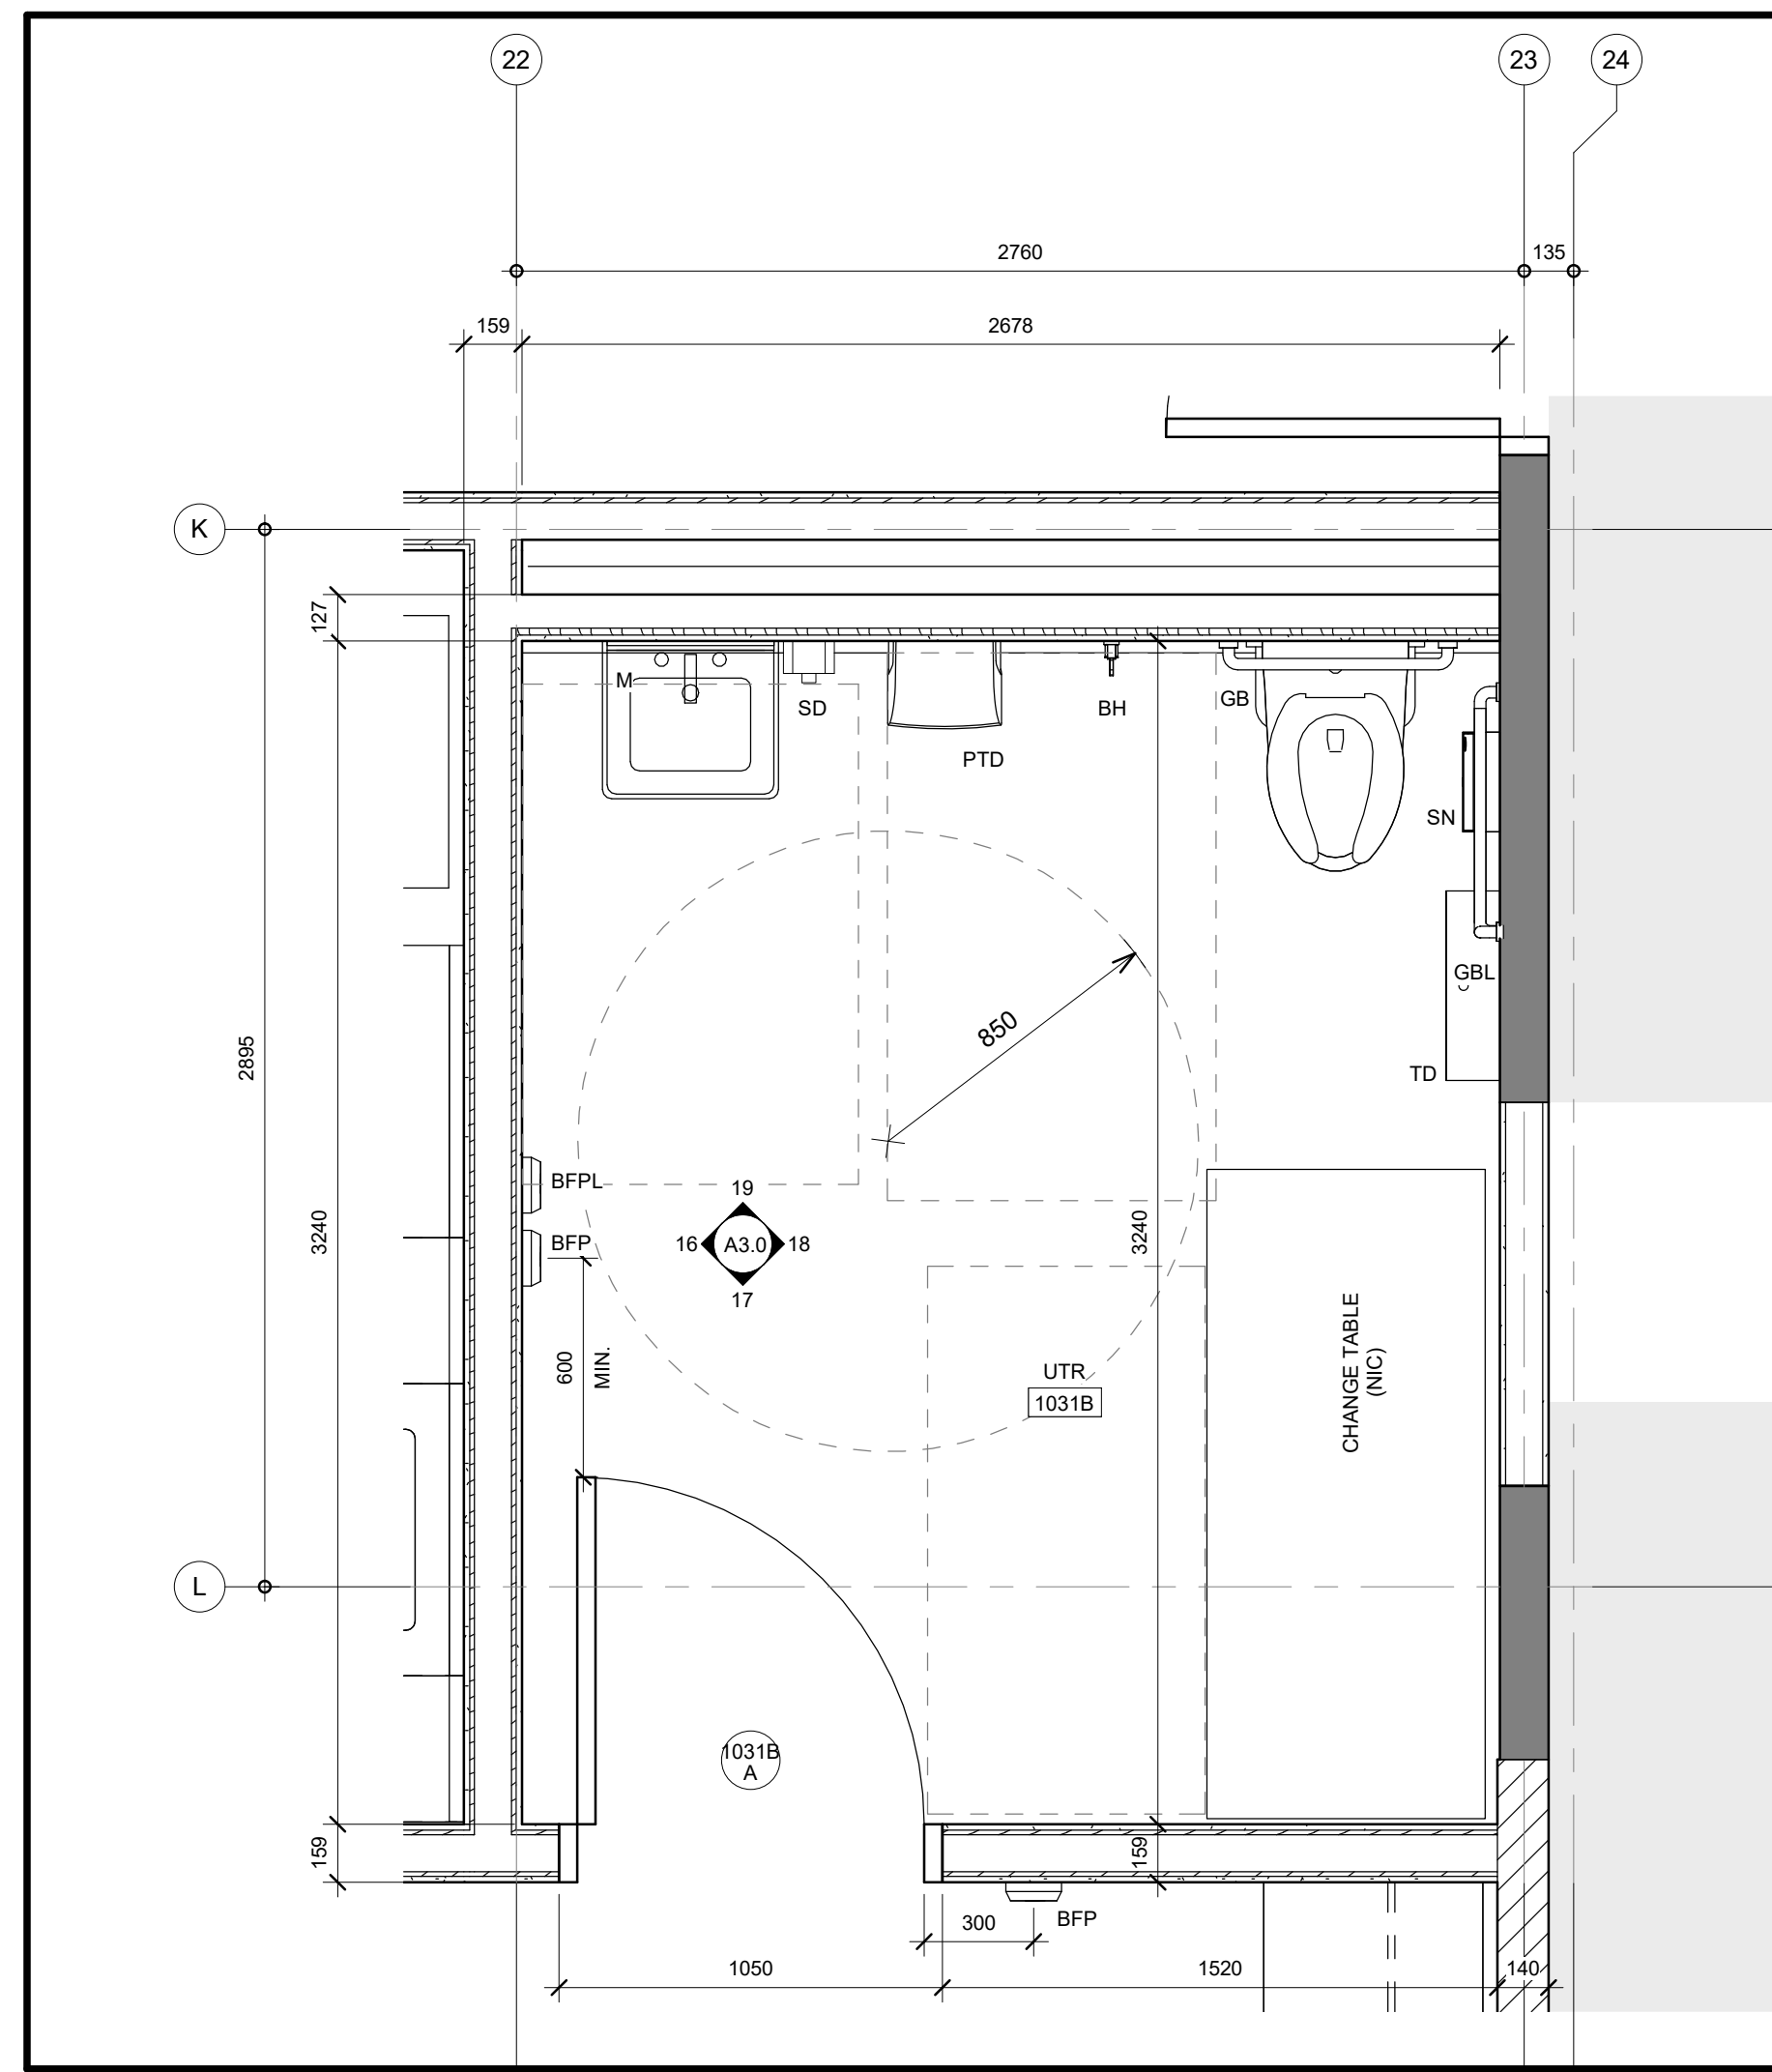 22
23
24
2760
135
159
2678
K
127
M
SD
PTD
BH
GB
SN
GBL
TD
850
2895
3240
BFPL
BFP
19
16
A3.0
18
17
3240
600
MIN.
UTR
1031B
CHANGE TABLE
(NIC)
L
1031B
A
159
159
300
BFP
1050
1520
140